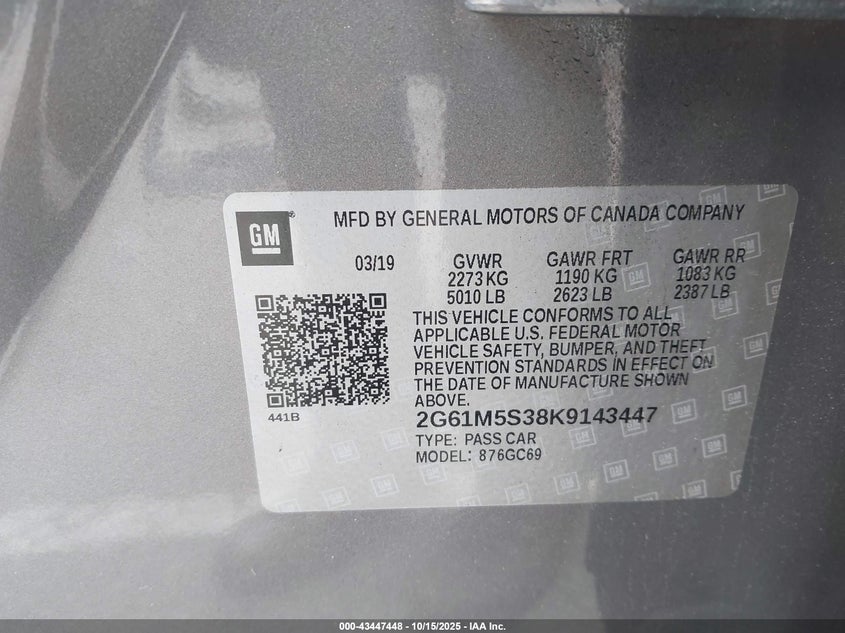 GM
MFD BY GENERAL MOTORS OF CANADA COMPANY
03/19 GVWR GAWR FRT GAWR RR
2273 KG 1190 KG 1083 KG
5010 LB 2623 LB 2387 LB
THIS VEHICLE CONFORMS TO ALL
APPLICABLE U.S. FEDERAL MOTOR
VEHICLE SAFETY, BUMPER, AND THEFT
PREVENTION STANDARDS IN EFFECT ON
THE DATE OF MANUFACTURE SHOWN
ABOVE.
441B
2G61M5S38K9143447
TYPE: PASS CAR
MODEL: 876GC69
000-43447448 - 10/15/2025 - IAA Inc.